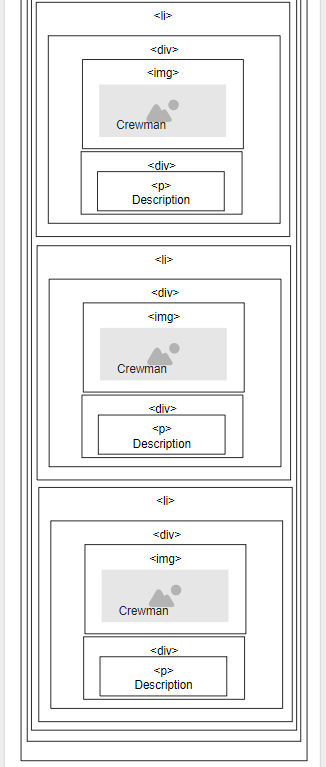 <li>
<div>
<img>
Crewman
<div>
<p>
Description
<li>
<div>
<img>
Crewman
<div>
<p>
Description
<li>
<div>
<img>
Crewman
<div>
<p>
Description